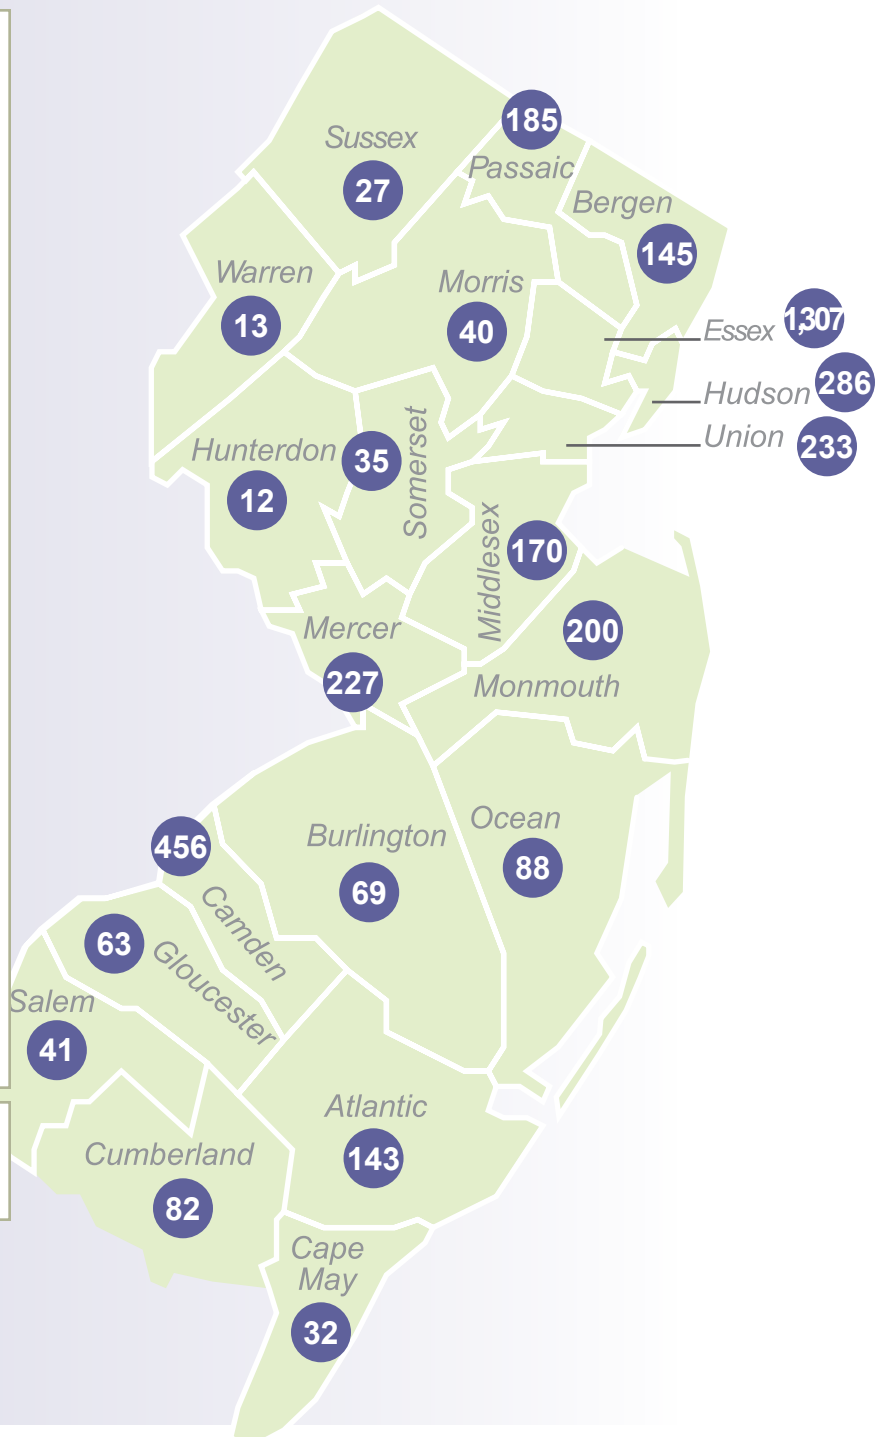 185
Sussex
Passaic
27
Bergen
145
Warren
Morris
13
40
Essex 1,307
Hudson 286
Union 233
Somerset
Hunterdon
35
12
Middlesex
170
Mercer
200
227
Monmouth
Ocean
Burlington
456
88
69
Camden
63
Gloucester
Salem
41
Atlantic
Cumberland
143
82
Cape
May
32